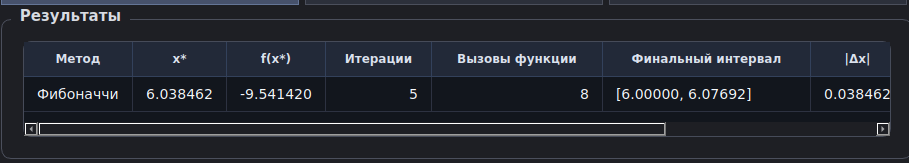 Результаты
Метод x* f(x*) Итерации Вызовы функции Финальный интервал |Δx|
Фибоначчи 6.038462 -9.541420 5 8 [6.00000, 6.07692] 0.038462